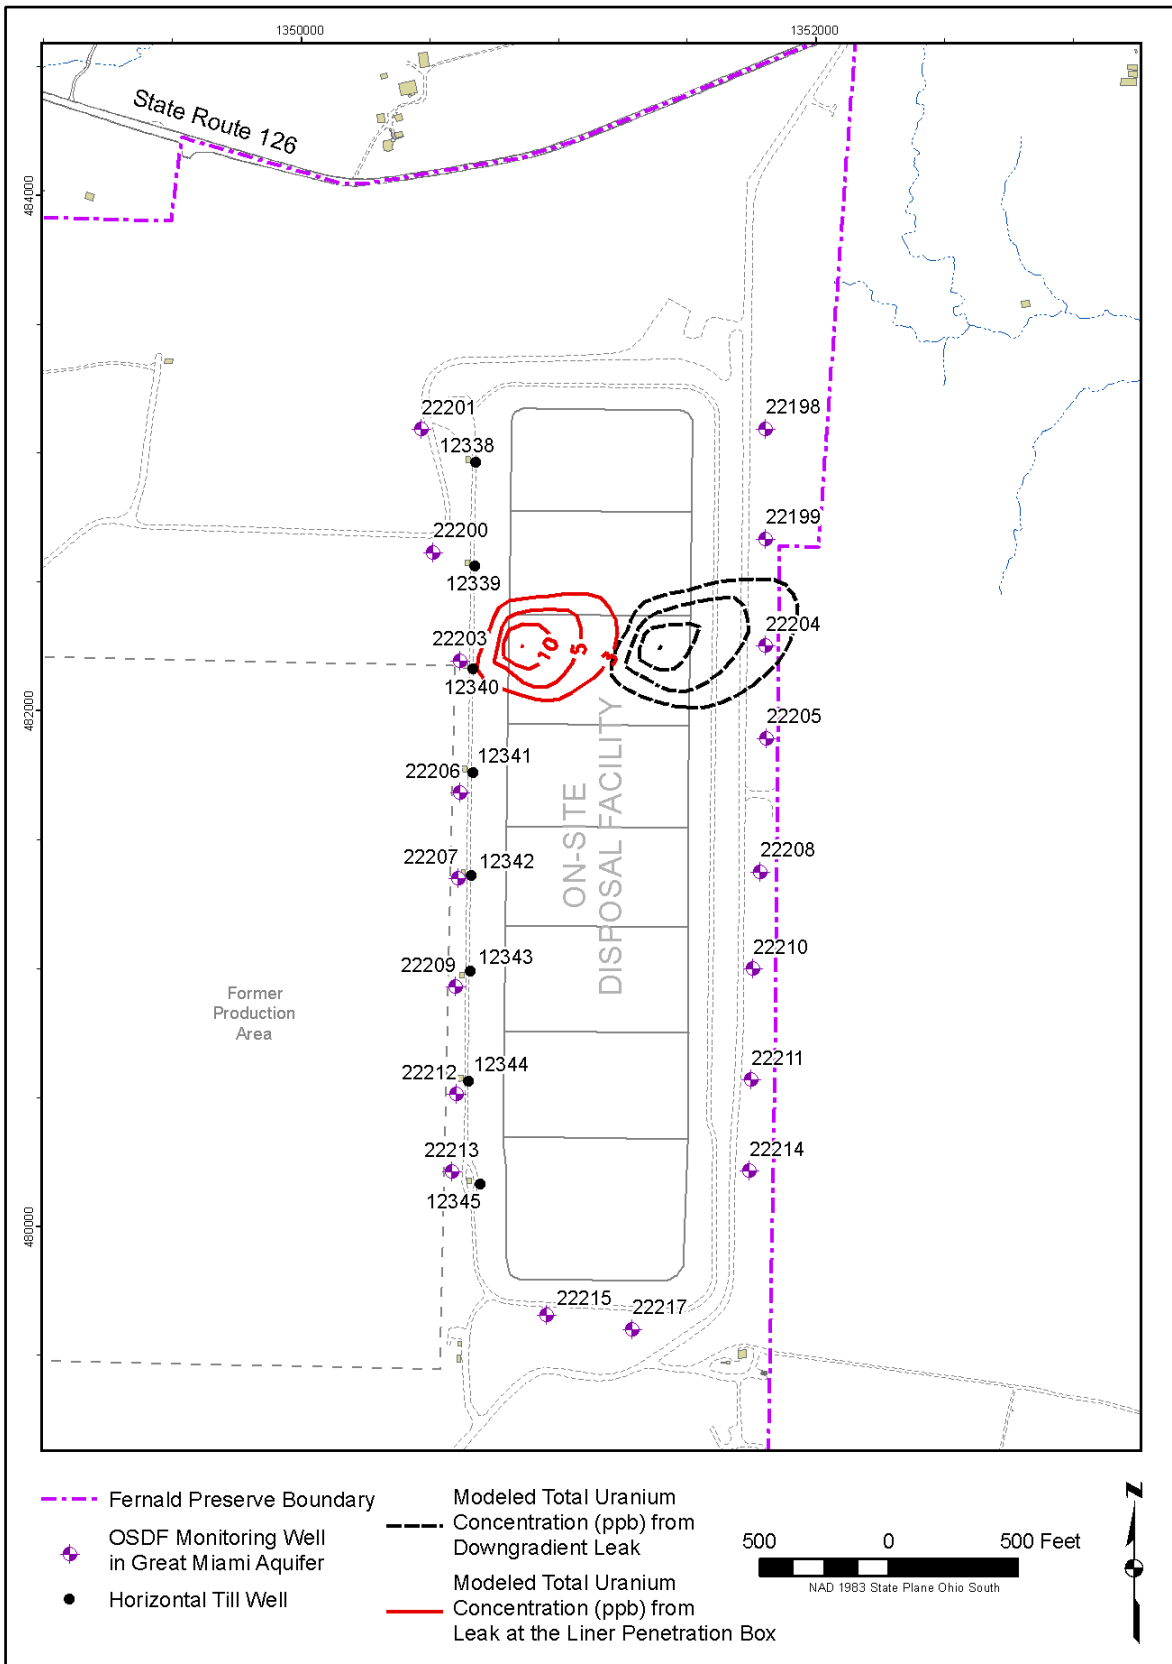 1350000
1352000
State Route 126
484000
482000
480000
22201
12338
22198
22200
12339
22199
22203
12340
10
5
3
22204
22205
22206
12341
22207
12342
22208
ON-SITE
DISPOSAL FACILITY
22209
12343
22210
Former
Production
Area
22212
12344
22211
22213
12345
22214
22215
22217
Fernald Preserve Boundary
OSDF Monitoring Well
in Great Miami Aquifer
Horizontal Till Well
Modeled Total Uranium
Concentration (ppb) from
Downgradient Leak
Modeled Total Uranium
Concentration (ppb) from
Leak at the Liner Penetration Box
500 0 500 Feet
NAD 1983 State Plane Ohio South
N